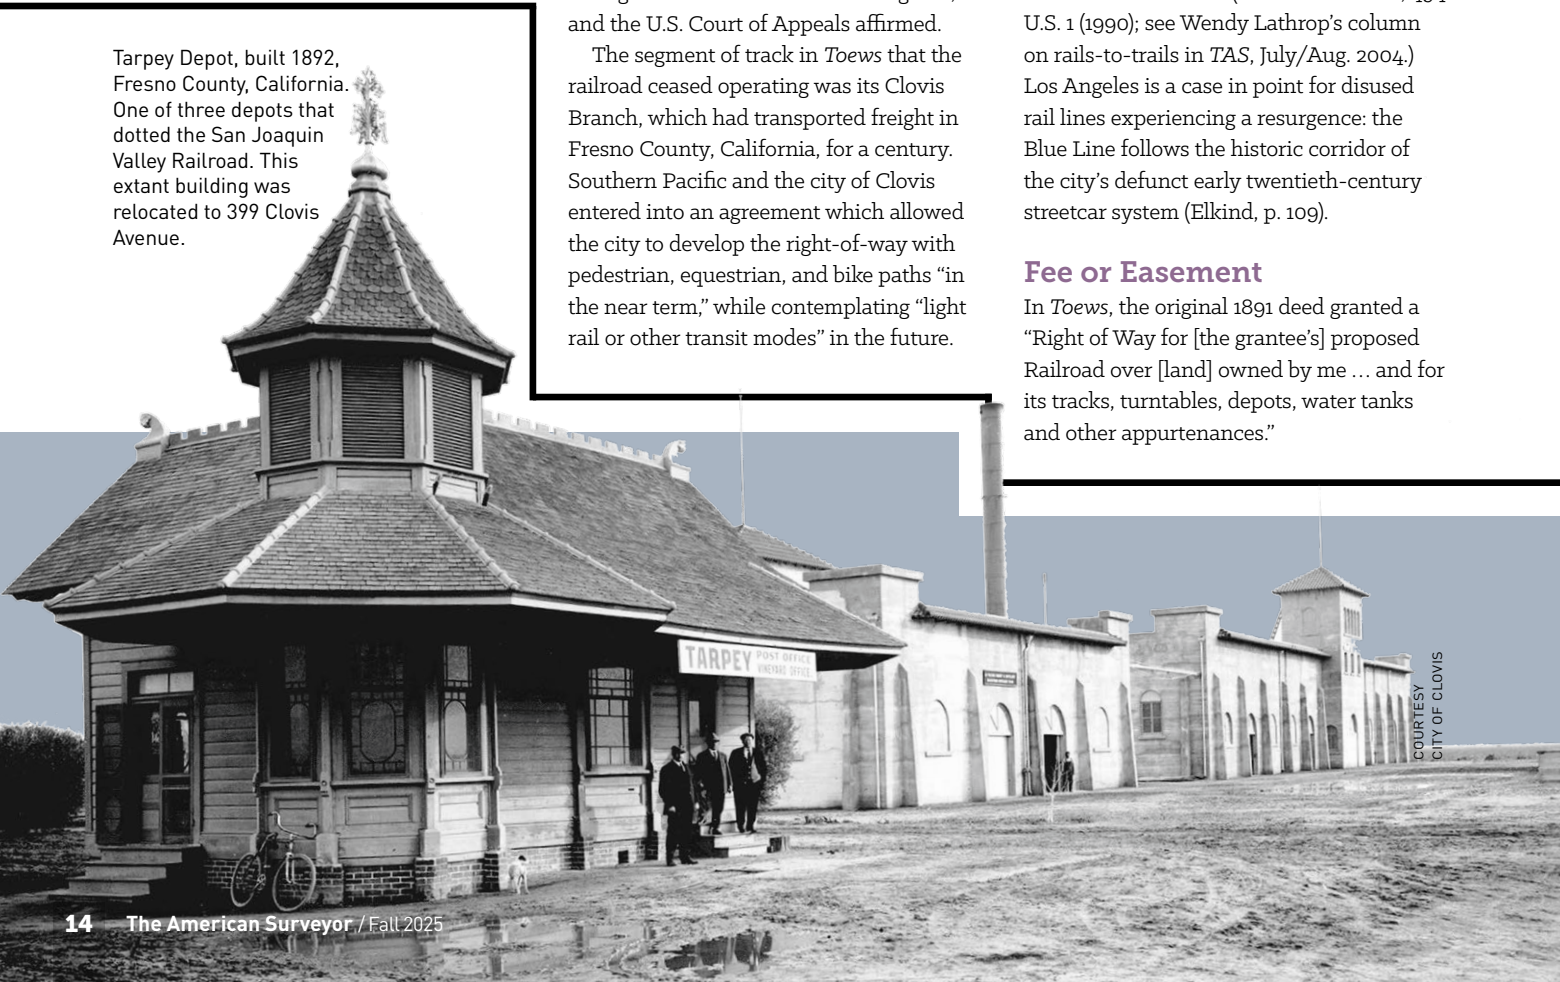 Tarpey Depot, built 1892,
Fresno County, California.
One of three depots that
dotted the San Joaquin
Valley Railroad. This
extant building was
relocated to 399 Clovis
Avenue.
and the U.S. Court of Appeals affirmed.
The segment of track in Toews that the
railroad ceased operating was its Clovis
Branch, which had transported freight in
Fresno County, California, for a century.
Southern Pacific and the city of Clovis
entered into an agreement which allowed
the city to develop the right-of-way with
pedestrian, equestrian, and bike paths “in
the near term,” while contemplating “light
rail or other transit modes” in the future.
U.S. 1 (1990); see Wendy Lathrop’s column
on rails-to-trails in TAS, July/Aug. 2004.)
Los Angeles is a case in point for disused
rail lines experiencing a resurgence: the
Blue Line follows the historic corridor of
the city’s defunct early twentieth-century
streetcar system (Elkind, p. 109).
Fee or Easement
In Toews, the original 1891 deed granted a
“Right of Way for [the grantee’s] proposed
Railroad over [land] owned by me … and for
its tracks, turntables, depots, water tanks
and other appurtenances.”
TARPEY POST OFFICE
VINEYARD OFFICE
COURTESY
CITY OF CLOVIS
14 The American Surveyor / Fall 2025